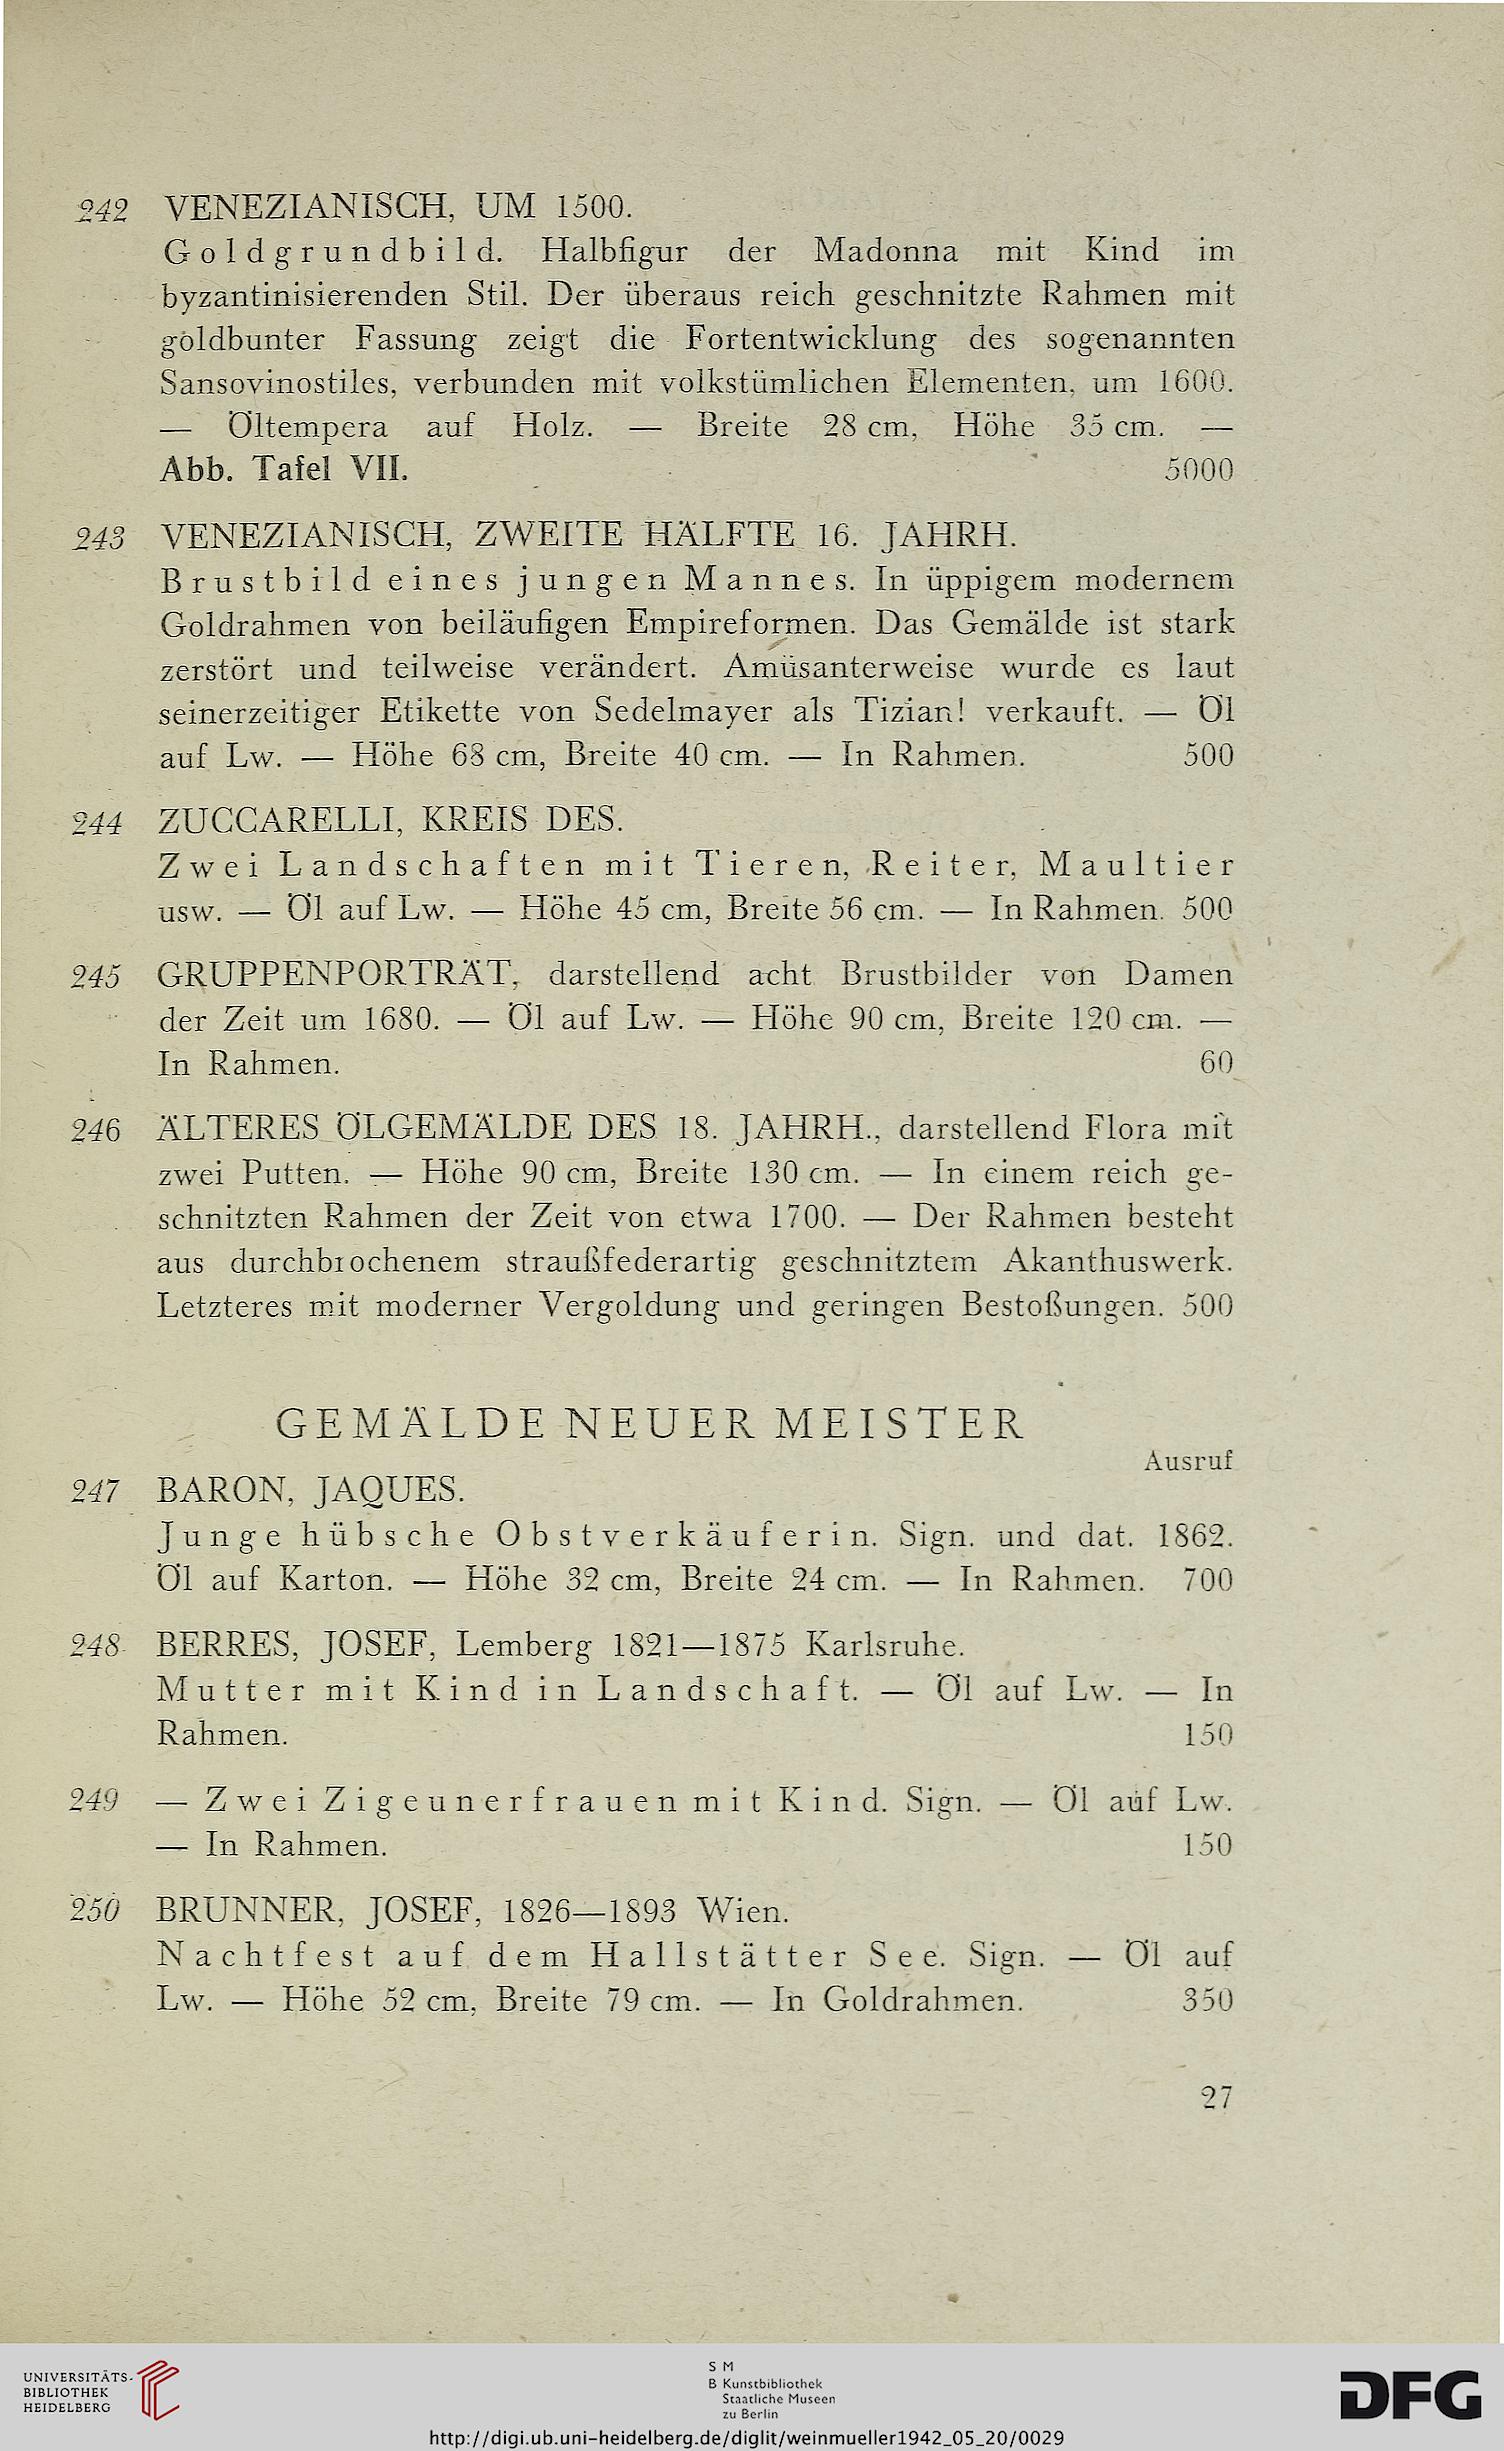 242 VENEZIANISCH, UM 1500.
Goldgrundbild. Halbfigur der Madonna mit Kind im
byzantinisierenden Stil. Der überaus reich geschnitzte Rahmen mit
goldbunter Fassung zeigt die Fortentwicklung des sogenannten
Sansovinostiles, verbunden mit volkstümlichen Elementen, um 1600.
— Öltempera auf Holz. — Breite 28 cm, Höhe 35 cm. —
Abb. Tafel VII. 5000
243 VENEZIANISCH, ZWEITE HÄLFTE 16. JAHRH.
Brustbild eines jungen Mannes. In üppigem modernem
Goldrahmen von beiläufigen Empireformen. Das Gemälde ist stark
zerstört und teilweise verändert. Amüsanterweise wurde es laut
seinerzeitiger Etikette von Sedelmayer als Tizian! verkauft. — Öl
auf Lw. — Höhe 68 cm, Breite 40 cm. — In Rahmen. 500
244 ZUCCARELLI, KREIS DES.
Zwei Landschaften mit Tieren, Reiter, Maultier
usw. — Öl auf Lw. — Höhe 45 cm, Breite 56 cm. — In Rahmen. 500
245 GRUPPENPORTRÄT, darstellend acht Brustbilder von Damen
der Zeit um 1680. — Öl auf Lw. — Höhe 90 cm, Breite 120 cm. —
In Rahmen. 60
246 ÄLTERES ÖLGEMÄLDE DES 18. JAHRH., darstellend Flora mit
zwei Putten. — Höhe 90 cm, Breite 130 cm. — In einem reich ge-
schnitzten Rahmen der Zeit von etwa 1700. — Der Rahmen besteht
aus durchbrochenem straußfederartig geschnitztem Akanthuswerk.
Letzteres mit moderner Vergoldung und geringen Bestoßungen. 500
GEMÄLDE NEUER MEISTER
Ausruf
247 BARON, JAQUES.
Junge hübsche Obstverkäuferin. Sign. und dat. 1862.
Öl auf Karton. — Höhe 32 cm, Breite 24 cm. — In Rahmen. 700
248 BERRES, JOSEF, Lemberg 1821—1875 Karlsruhe.
Mutter mit Kind in Landschaft. — Öl auf Lw. — In
Rahmen. 150
249 — Zwei Zigeunerfrauen mit Kind. Sign. — Öl auf Lw.
— In Rahmen. 150
250 BRUNNER, JOSEF, 1826—1893 Wien.
Nachtfest auf dem Hallstätter See. Sign. — Öl auf
Lw. — Höhe 52 cm, Breite 79 cm. — In Goldrahmen. 350
27
UNIVERSITÄTS-
BIBLIOTHEK
HEIDELBERG
S M
B Kunstbibliothek
Staatliche Museen
zu Berlin
DFG
http://digi.ub.uni-heidelberg.de/diglit/weinmueller1942_05_20/0029